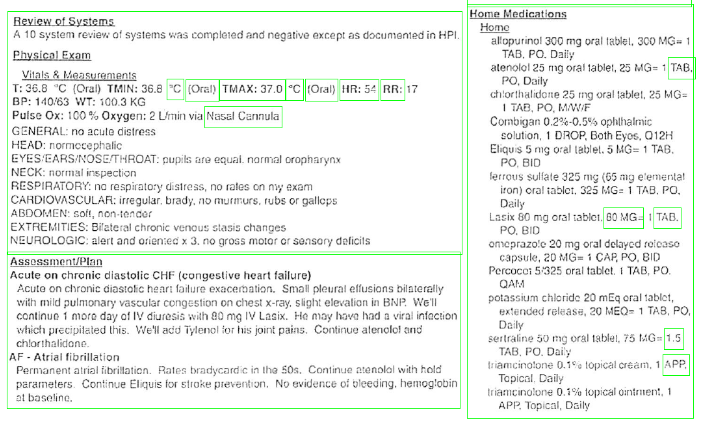 Review of Systems
A 10 system review of systems was completed and negative except as documented in HPI.
Physical Exam
Vitals & Measurements
T: 36.8 °C (Oral) TMIN: 36.8 °C (Oral) TMAX: 37.0 °C (Oral) HR: 54 RR: 17
BP: 140/63 WT: 100.3 KG
Pulse Ox: 100 % Oxygen: 2 L/min via Nasal Cannula
GENERAL: no acute distress
HEAD: normocephalic
EYES/EARS/NOSE/THROAT: pupils are equal, normal oropharynx
NECK: normal inspection
RESPIRATORY: no respiratory distress, no rales on my exam
CARDIOVASCULAR: irregular, brady, no murmurs, rubs or gallops
ABDOMEN: soft, non-tender
EXTREMITIES: Bilateral chronic venous stasis changes
NEUROLOGIC: alert and oriented x 3, no gross motor or sensory deficits
Assessment/Plan
Acute on chronic diastolic CHF (congestive heart failure)
Acute on chronic diastolic heart failure exacerbation. Small pleural effusions bilaterally
with mild pulmonary vascular congestion on chest x-ray, slight elevation in BNP. We'll
continue 1 more day of IV diuresis with 80 mg IV Lasix. He may have had a viral infection
which precipitated this. We'll add Tylenol for his joint pains. Continue atenolol and
chlorthalidone.
AF - Atrial fibrillation
Permanent atrial fibrillation. Rates bradycardic in the 50s. Continue atenolol with hold
parameters. Continue Eliquis for stroke prevention. No evidence of bleeding, hemoglobin
at baseline.
Home Medications
Home
allopurinol 300 mg oral tablet, 300 MG= 1
TAB, PO, Daily
atenolol 25 mg oral tablet, 25 MG= 1 TAB,
PO, Daily
chlorthalidone 25 mg oral tablet, 25 MG=
1 TAB, PO, M/W/F
Combigan 0.2%-0.5% ophthalmic
solution, 1 DROP, Both Eyes, Q12H
Eliquis 5 mg oral tablet, 5 MG= 1 TAB,
PO, BID
ferrous sulfate 325 mg (65 mg elemental
iron) oral tablet, 325 MG= 1 TAB, PO,
Daily
Lasix 80 mg oral tablet, 80 MG= 1 TAB,
PO, BID
omeprazole 20 mg oral delayed release
capsule, 20 MG= 1 CAP, PO, BID
Percocet 5/325 oral tablet, 1 TAB, PO,
QAM
potassium chloride 20 mEq oral tablet,
extended release, 20 MEQ= 1 TAB, PO,
Daily
sertraline 50 mg oral tablet, 75 MG= 1.5
TAB, PO, Daily
triamcinolone 0.1% topical cream, 1 APP,
Topical, Daily
triamcinolone 0.1% topical ointment, 1
APP, Topical, Daily